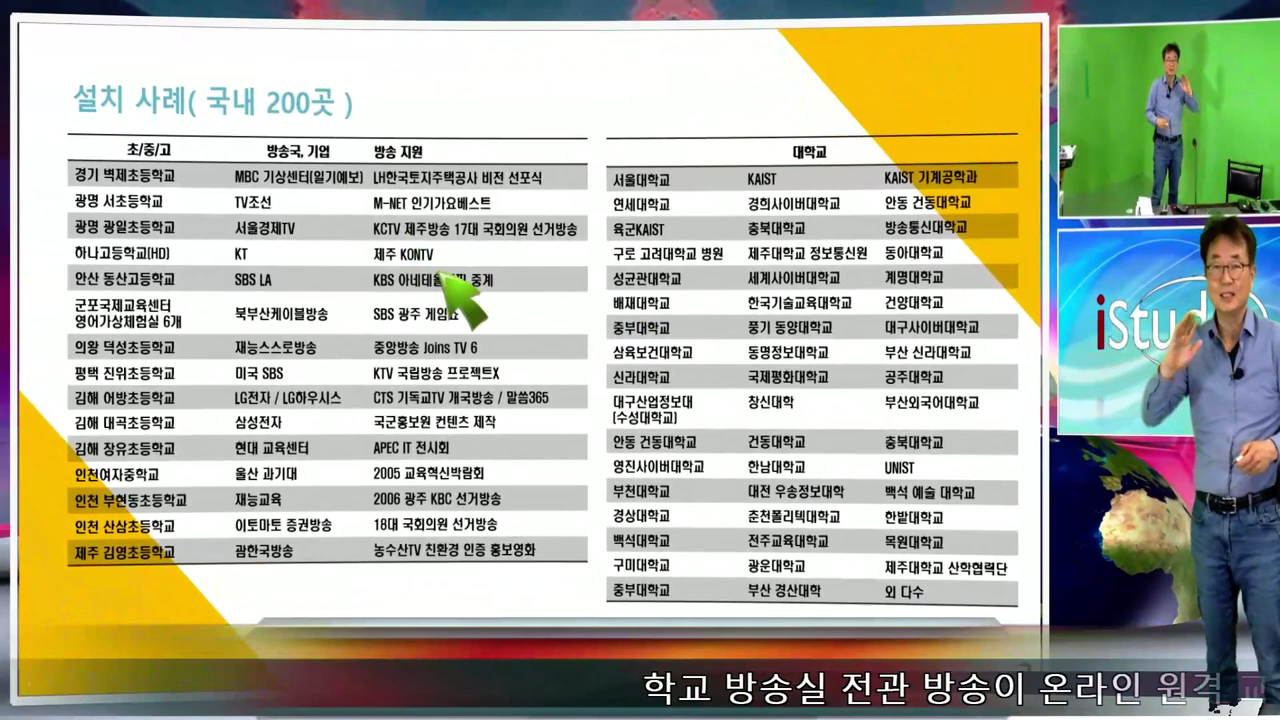 설치 사례( 국내 200곳 )
초/중/고 방송국, 기업 방송 지원
경기 벽제초등학교 MBC 기상센터(일기예보) LH한국토지주택공사 비전 선포식
광명 서초등학교 TV조선 M-NET 인기가요베스트
광명 광일초등학교 서울경제TV KCTV 제주방송 17대 국회의원 선거방송
하나고등학교(HD) KT 제주 KONTV
안산 동산고등학교 SBS LA KBS 아네테올 중계
군포국제교육센터
영어가상체험실 6개 북부산케이블방송 SBS 광주 게임
의왕 덕성초등학교 재능스스로방송 중앙방송 Joins TV 6
평택 진위초등학교 미국 SBS KTV 국립방송 프로젝트X
김해 어방초등학교 LG전자 / LG하우시스 CTS 기독교TV 개국방송 / 말씀365
김해 대곡초등학교 삼성전자 국군홍보원 컨텐츠 제작
김해 장유초등학교 현대 교육센터 APEC IT 전시회
인천여자중학교 울산 과기대 2005 교육혁신박람회
인천 부현동초등학교 재능교육 2006 광주 KBC 선거방송
인천 산삼초등학교 이토마토 증권방송 18대 국회의원 선거방송
제주 김영초등학교 괌한국방송 농수산TV 친환경 인증 홍보영화
대학교
서울대학교 KAIST KAIST 기계공학과
연세대학교 경희사이버대학교 안동 건동대학교
육군KAIST 충북대학교 방송통신대학교
구로 고려대학교 병원 제주대학교 정보통신원 동아대학교
성균관대학교 세계사이버대학교 계명대학교
배재대학교 한국기술교육대학교 건양대학교
중부대학교 풍기 동양대학교 대구사이버대학교
삼육보건대학교 동명정보대학교 부산 신라대학교
신라대학교 국제평화대학교 공주대학교
대구산업정보대
(수성대학교) 창신대학 부산외국어대학교
안동 건동대학교 건동대학교 충북대학교
영진사이버대학교 한남대학교 UNIST
부천대학교 대전 우송정보대학 백석 예술 대학교
경상대학교 춘천폴리텍대학교 한밭대학교
백석대학교 전주교육대학교 목원대학교
구미대학교 광운대학교 제주대학교 산학협력단
중부대학교 부산 경산대학 외 다수
iStud
학교 방송실 전관 방송이 온라인 원격 교